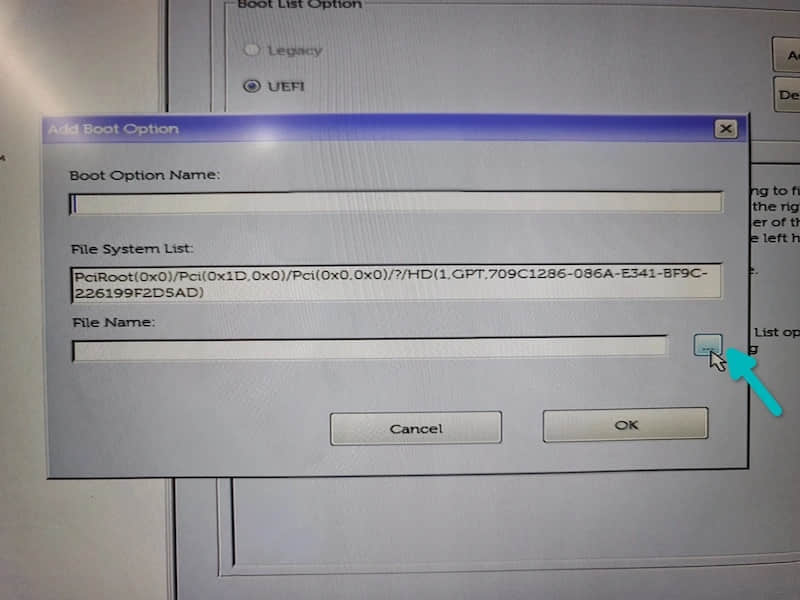 Boot List Option
Legacy
UEFI
Add Boot Option
Boot Option Name:
File System List:
PciRoot(0x0)/Pci(0x1D,0x0)/Pci(0x0,0x0)/?/HD(1,GPT,709C1286-086A-E341-BF9C-
226199F2D5AD)
File Name:
...
Cancel
OK
ng to fi
the rig
er of th
e left h
e.
List op
g
A
De